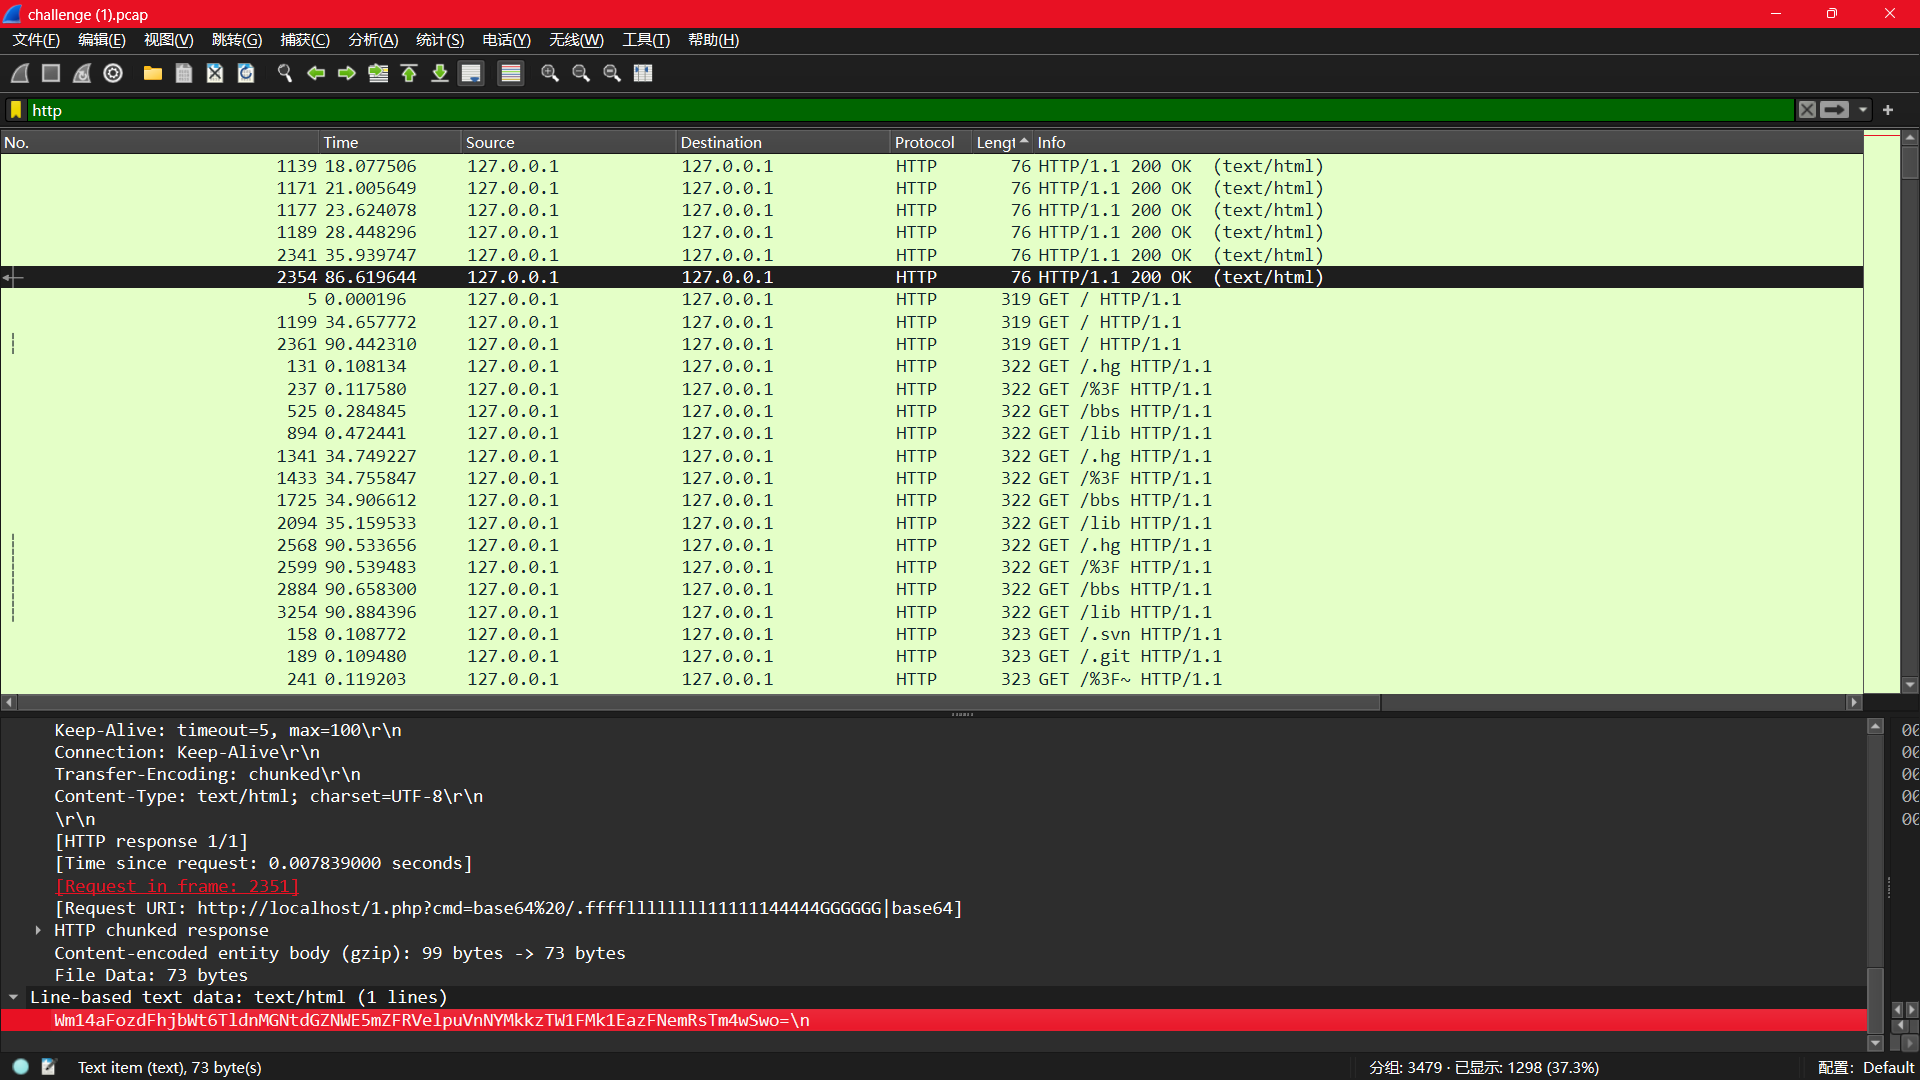 challenge (1).pcap
文件(F) 编辑(E) 视图(V) 跳转(G) 捕获(C) 分析(A) 统计(S) 电话(Y) 无线(W) 工具(T) 帮助(H)
http
No. Time Source Destination Protocol Lengt Info
1139 18.077506 127.0.0.1 127.0.0.1 HTTP 76 HTTP/1.1 200 OK (text/html)
1171 21.005649 127.0.0.1 127.0.0.1 HTTP 76 HTTP/1.1 200 OK (text/html)
1177 23.624078 127.0.0.1 127.0.0.1 HTTP 76 HTTP/1.1 200 OK (text/html)
1189 28.448296 127.0.0.1 127.0.0.1 HTTP 76 HTTP/1.1 200 OK (text/html)
2341 35.939747 127.0.0.1 127.0.0.1 HTTP 76 HTTP/1.1 200 OK (text/html)
2354 86.619644 127.0.0.1 127.0.0.1 HTTP 76 HTTP/1.1 200 OK (text/html)
5 0.000196 127.0.0.1 127.0.0.1 HTTP 319 GET / HTTP/1.1
1199 34.657772 127.0.0.1 127.0.0.1 HTTP 319 GET / HTTP/1.1
2361 90.442310 127.0.0.1 127.0.0.1 HTTP 319 GET / HTTP/1.1
131 0.108134 127.0.0.1 127.0.0.1 HTTP 322 GET /.hg HTTP/1.1
237 0.117580 127.0.0.1 127.0.0.1 HTTP 322 GET /%3F HTTP/1.1
525 0.284845 127.0.0.1 127.0.0.1 HTTP 322 GET /bbs HTTP/1.1
894 0.472441 127.0.0.1 127.0.0.1 HTTP 322 GET /lib HTTP/1.1
1341 34.749227 127.0.0.1 127.0.0.1 HTTP 322 GET /.hg HTTP/1.1
1433 34.755847 127.0.0.1 127.0.0.1 HTTP 322 GET /%3F HTTP/1.1
1725 34.906612 127.0.0.1 127.0.0.1 HTTP 322 GET /bbs HTTP/1.1
2094 35.159533 127.0.0.1 127.0.0.1 HTTP 322 GET /lib HTTP/1.1
2568 90.533656 127.0.0.1 127.0.0.1 HTTP 322 GET /.hg HTTP/1.1
2599 90.539483 127.0.0.1 127.0.0.1 HTTP 322 GET /%3F HTTP/1.1
2884 90.658300 127.0.0.1 127.0.0.1 HTTP 322 GET /bbs HTTP/1.1
3254 90.884396 127.0.0.1 127.0.0.1 HTTP 322 GET /lib HTTP/1.1
158 0.108772 127.0.0.1 127.0.0.1 HTTP 323 GET /.svn HTTP/1.1
189 0.109480 127.0.0.1 127.0.0.1 HTTP 323 GET /.git HTTP/1.1
241 0.119203 127.0.0.1 127.0.0.1 HTTP 323 GET /%3F~ HTTP/1.1
Keep-Alive: timeout=5, max=100\r\n
Connection: Keep-Alive\r\n
Transfer-Encoding: chunked\r\n
Content-Type: text/html; charset=UTF-8\r\n
\r\n
[HTTP response 1/1]
[Time since request: 0.007839000 seconds]
[Request in frame: 2351]
[Request URI: http://localhost/1.php?cmd=base64%20/.ffffllllllll11111144444GGGGGG|base64]
HTTP chunked response
Content-encoded entity body (gzip): 99 bytes -> 73 bytes
File Data: 73 bytes
Line-based text data: text/html (1 lines)
Wm14aFozdFhjbWt6TldnMGNtdGZNWE5mZFRVelpuVnNYMkkzTW1FMk1EazFNemRsTm4wSwo=\n
Text item (text), 73 byte(s)
分组: 3479 · 已显示: 1298 (37.3%)
配置: Default